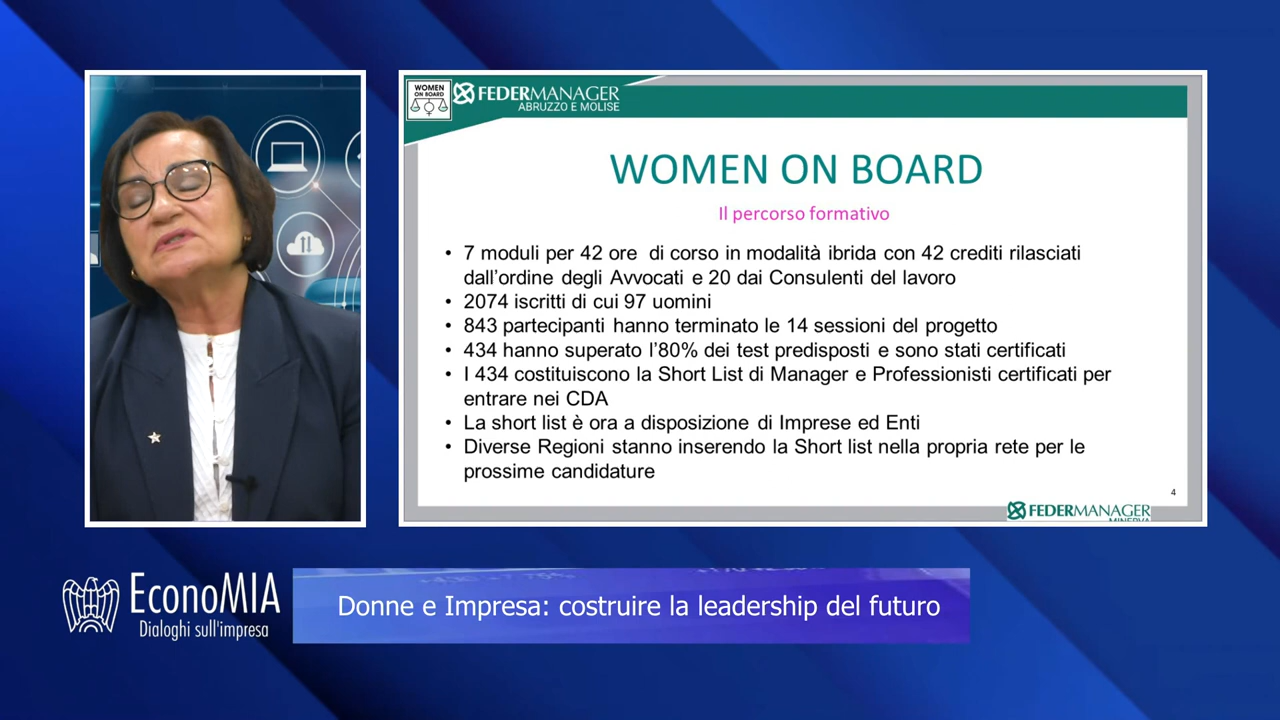 WOMEN
ON BOARD
FEDERMANAGER
ABRUZZO E MOLISE
WOMEN ON BOARD
Il percorso formativo
• 7 moduli per 42 ore di corso in modalità ibrida con 42 crediti rilasciati
dall'ordine degli Avvocati e 20 dai Consulenti del lavoro
• 2074 iscritti di cui 97 uomini
• 843 partecipanti hanno terminato le 14 sessioni del progetto
• 434 hanno superato l'80% dei test predisposti e sono stati certificati
• I 434 costituiscono la Short List di Manager e Professionisti certificati per
entrare nei CDA
• La short list è ora a disposizione di Imprese ed Enti
• Diverse Regioni stanno inserendo la Short list nella propria rete per le
prossime candidature
4
FEDERMANAGER
MINERVA
EconoMIA
Dialoghi sull'impresa
Donne e Impresa: costruire la leadership del futuro